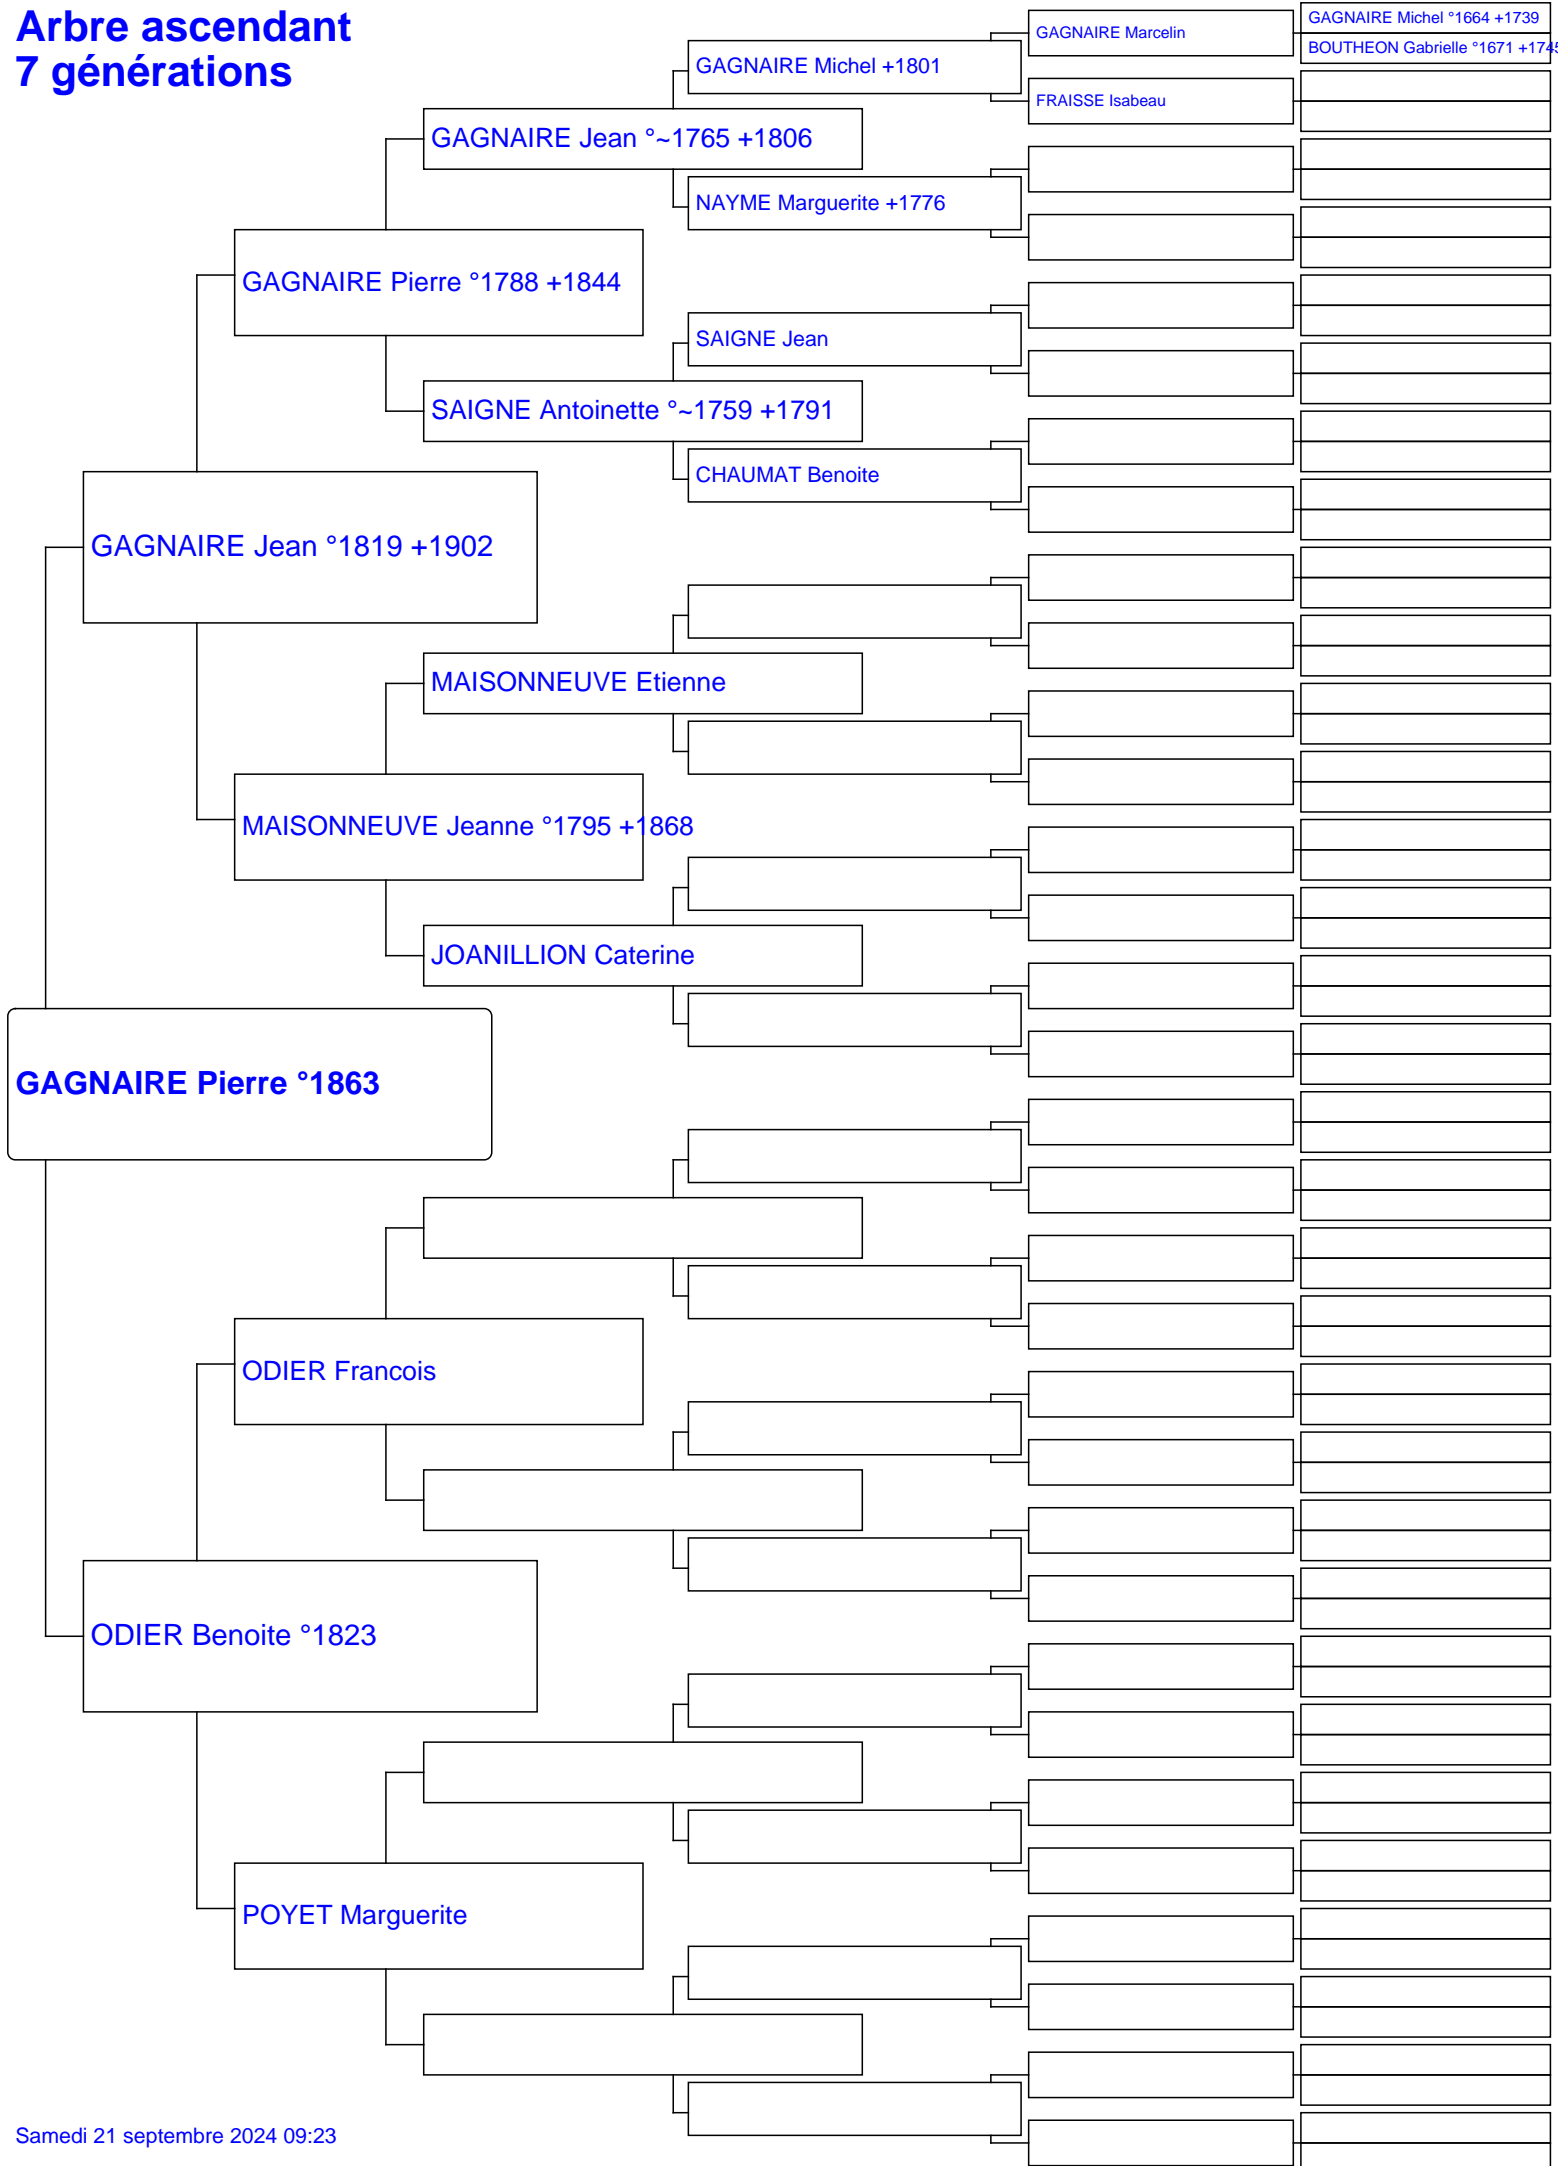 Arbre ascendant
7 générations
GAGNAIRE Marcelin
GAGNAIRE Michel °1664 +1739
BOUTHEON Gabrielle °1671 +1745
GAGNAIRE Michel +1801
FRAISSE Isabeau
GAGNAIRE Jean °~1765 +1806
NAYME Marguerite +1776
GAGNAIRE Pierre °1788 +1844
SAIGNE Jean
SAIGNE Antoinette °~1759 +1791
CHAUMAT Benoite
GAGNAIRE Jean °1819 +1902
MAISONNEUVE Etienne
MAISONNEUVE Jeanne °1795 +1868
JOANILLION Caterine
GAGNAIRE Pierre °1863
ODIER Francois
ODIER Benoite °1823
POYET Marguerite
Samedi 21 septembre 2024 09:23